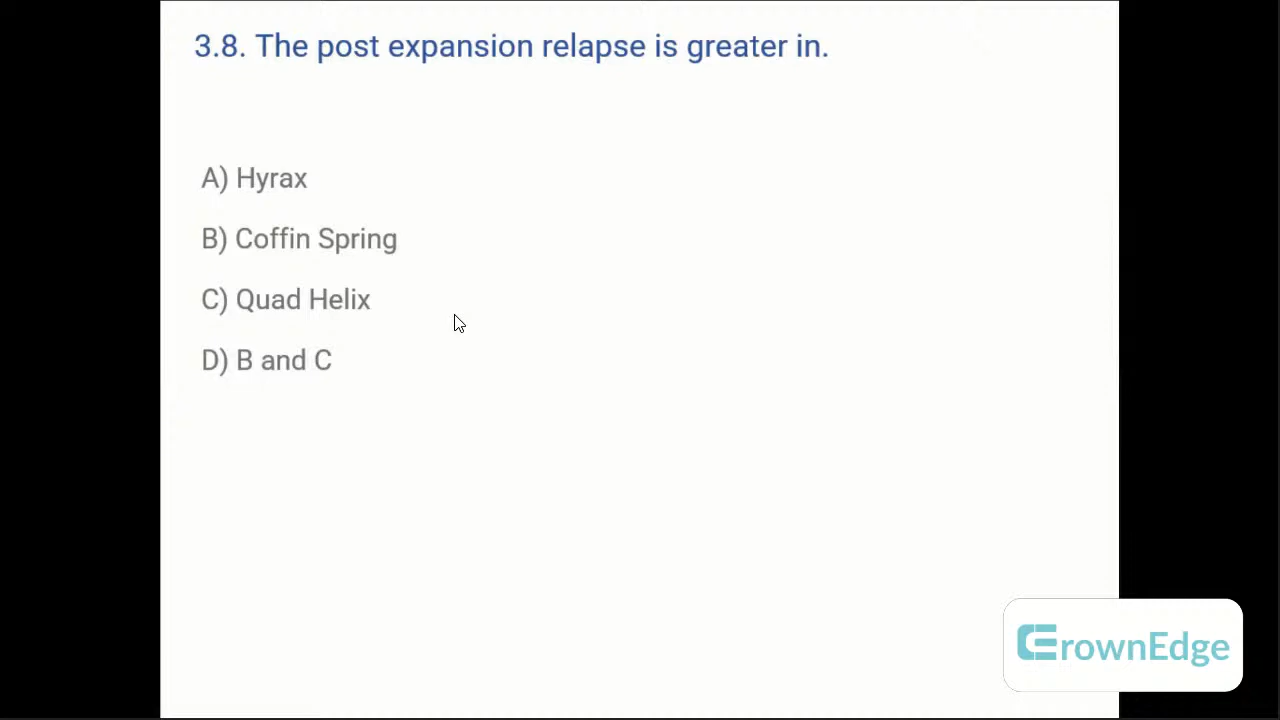 3.8. The post expansion relapse is greater in.
A) Hyrax
B) Coffin Spring
C) Quad Helix
D) B and C
CrownEdge